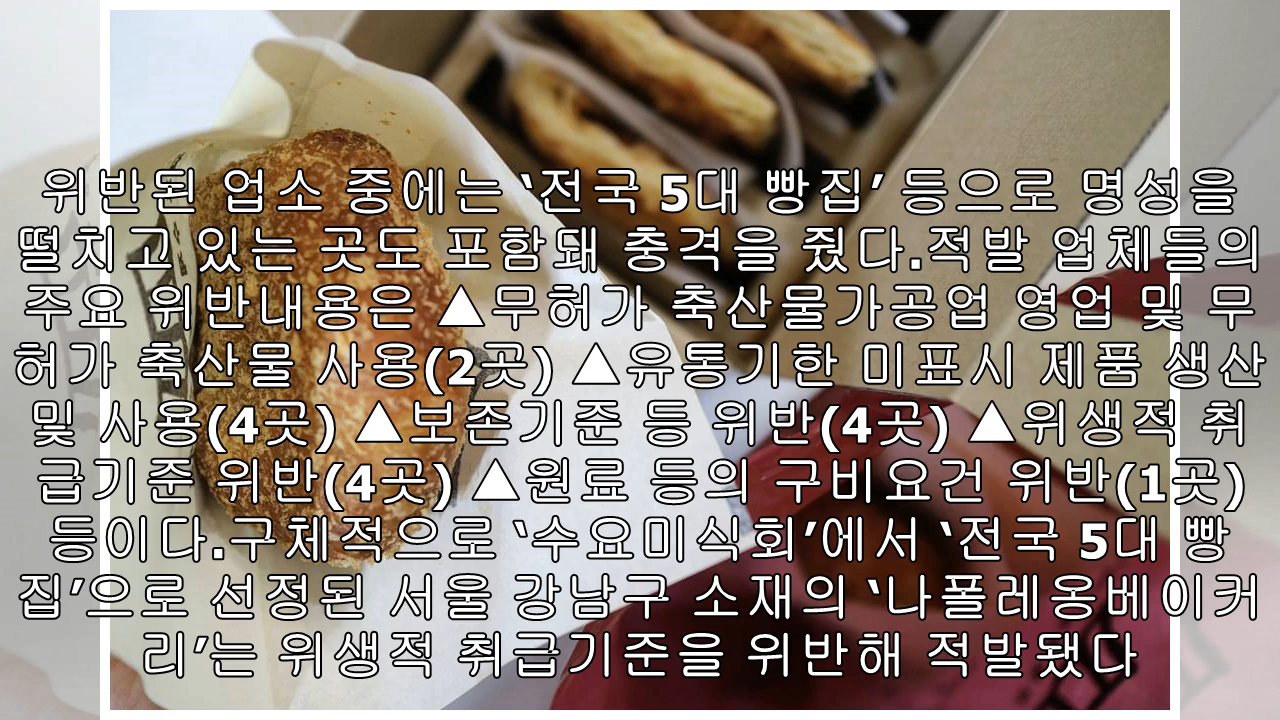 위반된 업소 중에는 ‘전국 5대 빵집’ 등으로 명성을
떨치고 있는 곳도 포함돼 충격을 줬다.적발 업체들의
주요 위반내용은 ▲무허가 축산물가공업 영업 및 무
허가 축산물 사용(2곳) ▲유통기한 미표시 제품 생산
및 사용(4곳) ▲보존기준 등 위반(4곳) ▲위생적 취
급기준 위반(4곳) ▲원료 등의 구비요건 위반(1곳)
등이다.구체적으로 ‘수요미식회’에서 ‘전국 5대 빵
집’으로 선정된 서울 강남구 소재의 ‘나폴레옹베이커
리’는 위생적 취급기준을 위반해 적발됐다